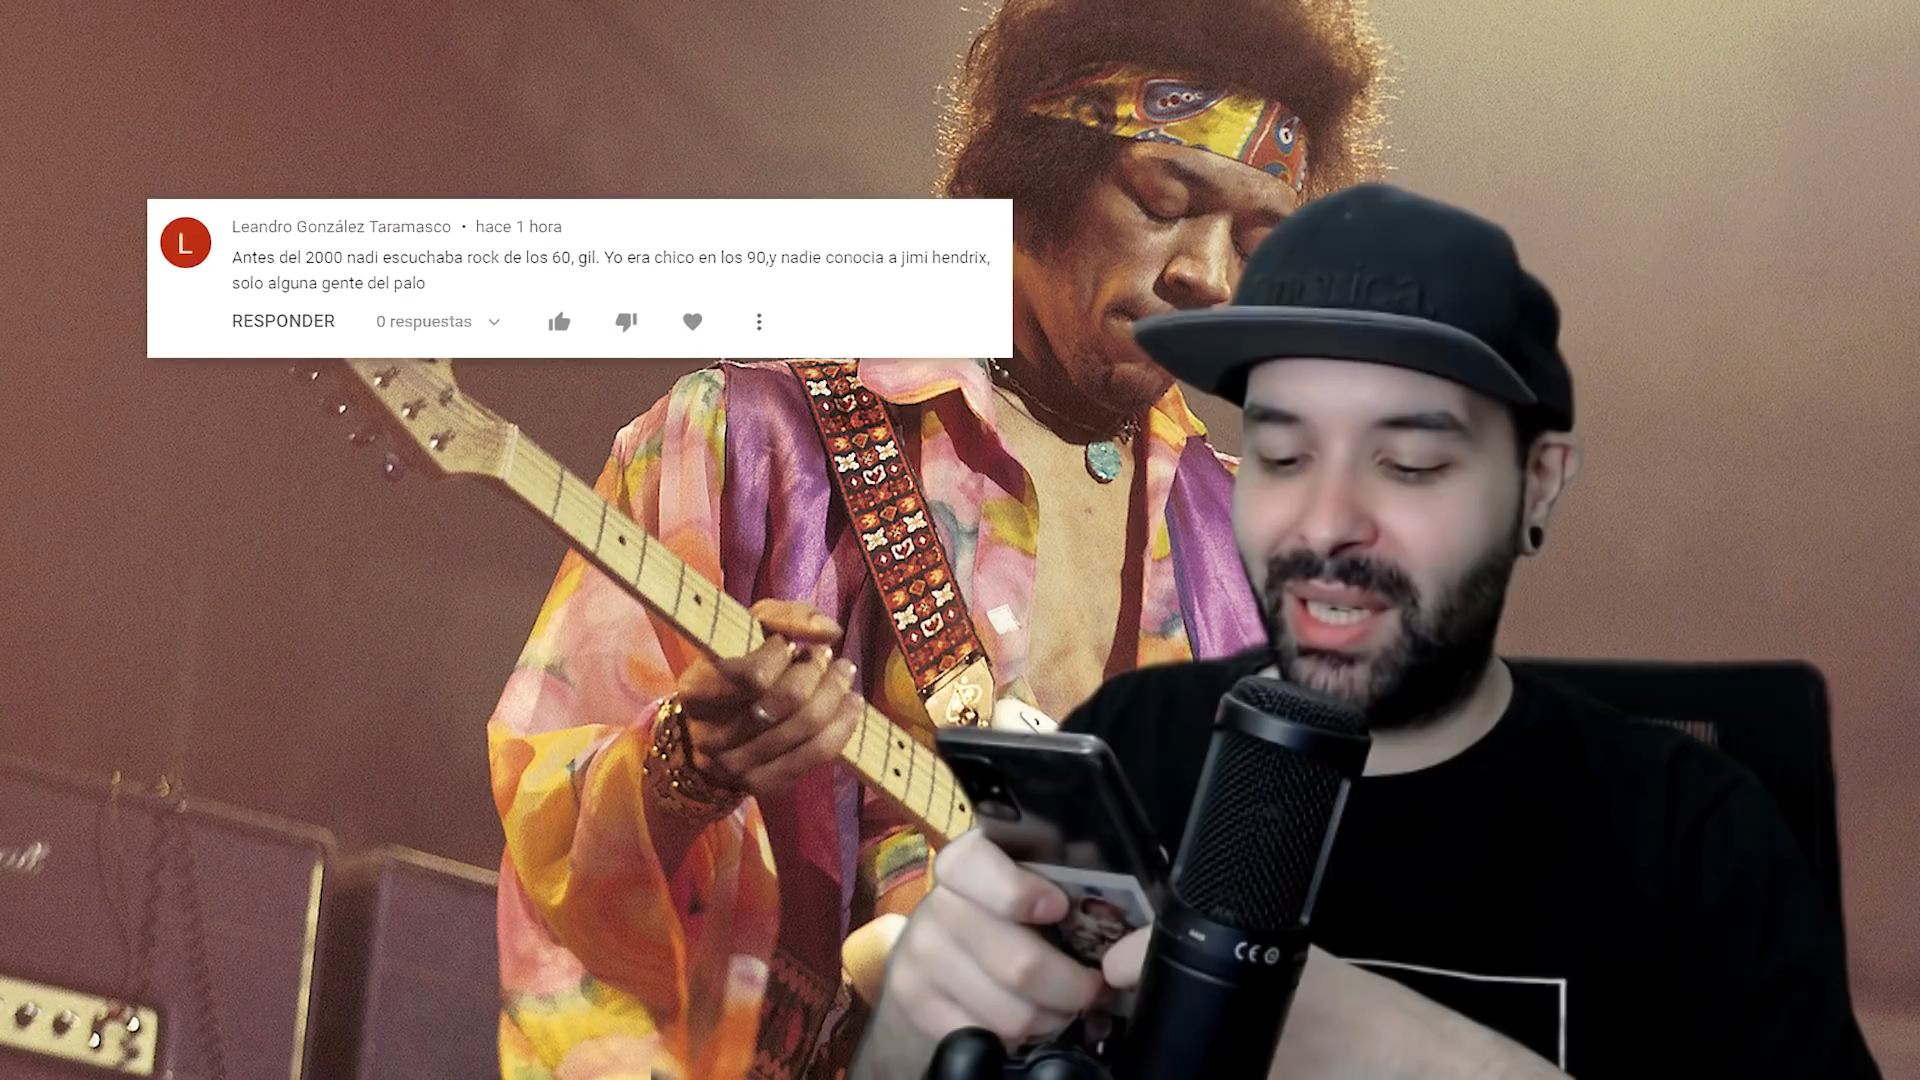 L
Leandro González Taramasco • hace 1 hora
Antes del 2000 nadi escuchaba rock de los 60, gil. Yo era chico en los 90,y nadie conocia a jimi hendrix,
solo alguna gente del palo
RESPONDER 0 respuestas
CE